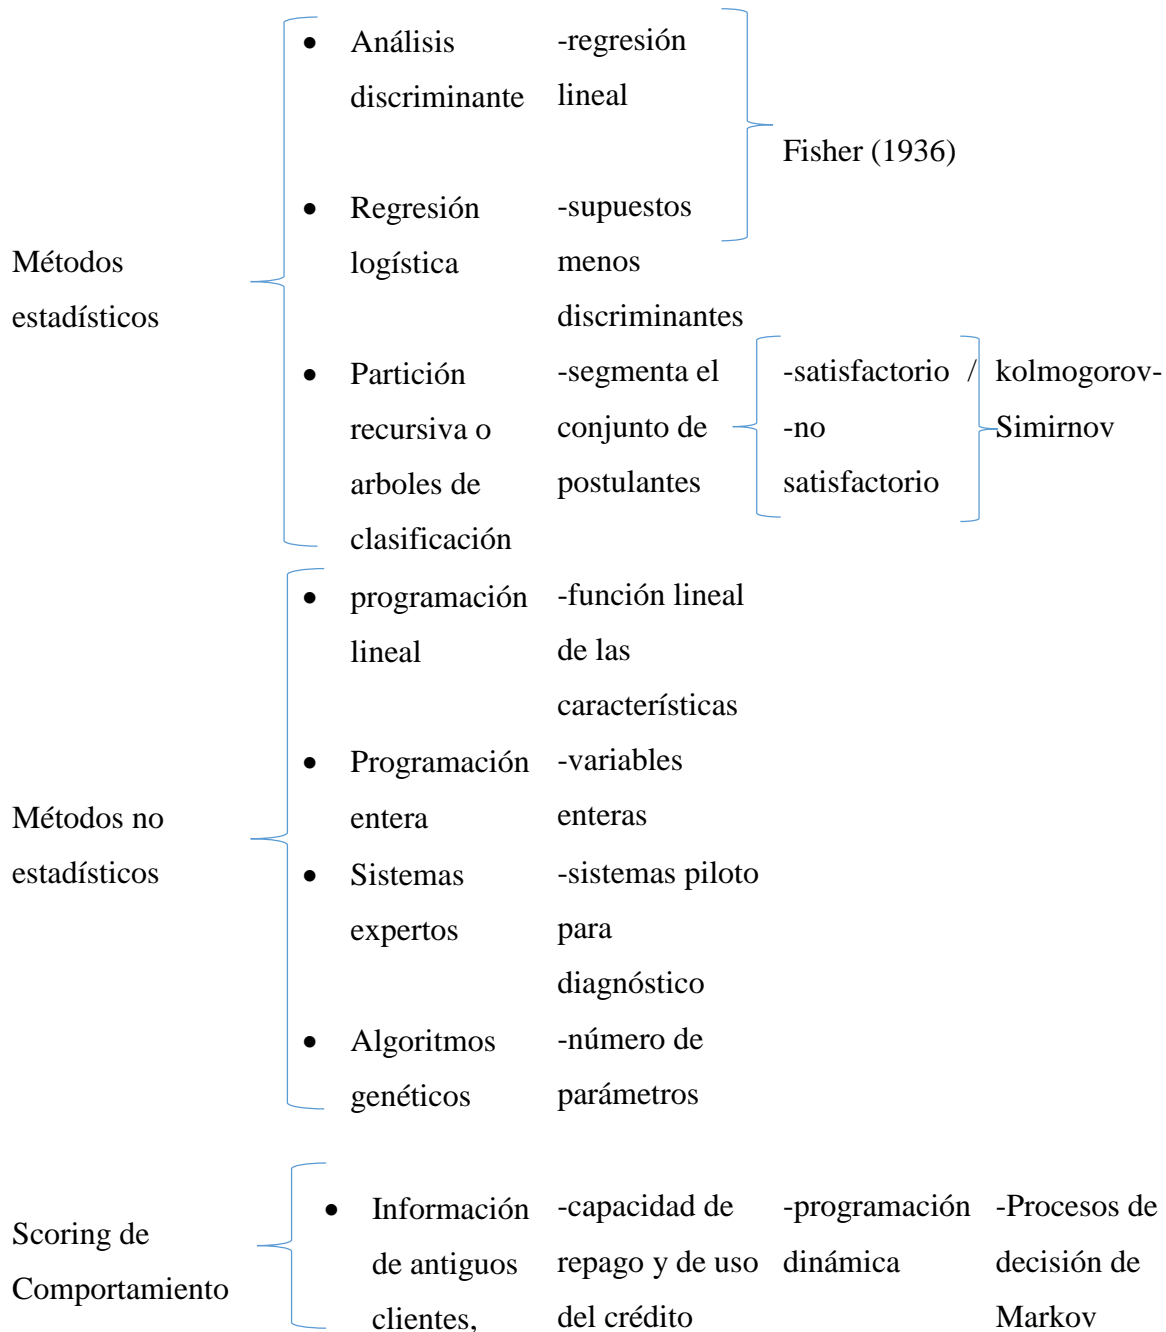 Análisis -regresión
discriminante lineal
Fisher (1936)
Regresión -supuestos
logística menos
discriminantes
Métodos
estadísticos
Partición -segmenta el -satisfactorio / kolmogorov-
recursiva o conjunto de -no Simirnov
arboles de postulantes satisfactorio
clasificación
programación -función lineal
lineal de las
características
Programación -variables
entera enteras
Métodos no
estadísticos
Sistemas -sistemas piloto
expertos para
diagnóstico
Algoritmos -número de
genéticos parámetros
Scoring de
Comportamiento
Información -capacidad de -programación -Procesos de
de antiguos repago y de uso dinámica decisión de
clientes, del crédito Markov